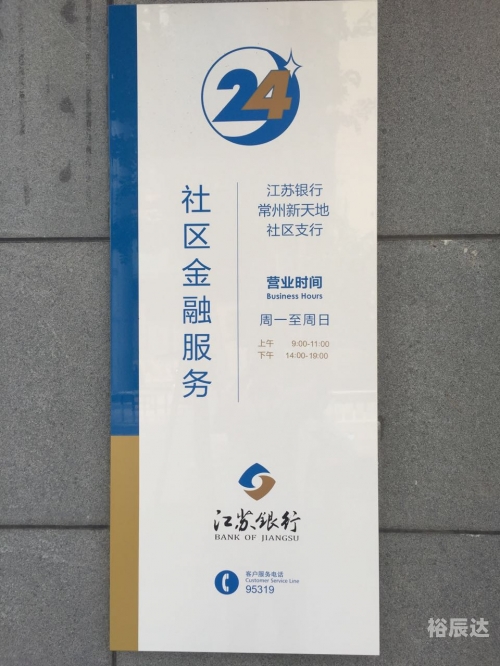 24
社区金融服务
江苏银行
常州新天地
社区支行
营业时间
Business Hours
周一至周日
上午 9:00-11:00
下午 14:00-19:00
江苏银行
BANK OF JIANGSU
客户服务电话
Customer Service Line
95319
裕辰达